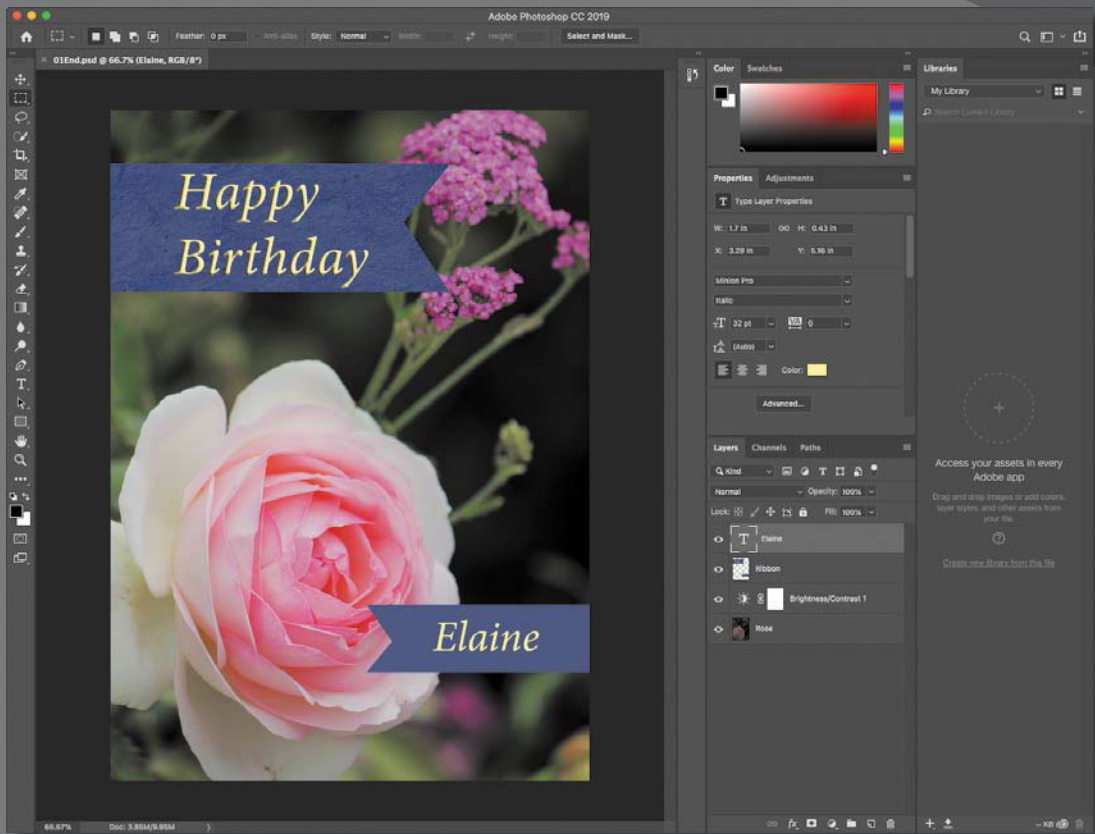 Adobe Photoshop CC 2019
Feather: 0 px Anti-alias Style: Normal Width: Height: Select and Mask...
× 01End.psd @ 66.7% (Elaine, RGB/8*)
Happy
Birthday
Elaine
66.67% Doc: 3.85M/9.95M
Color Swatches
Properties Adjustments
T Type Layer Properties
W: 1.7 in H: 0.43 in
X: 3.29 in Y: 5.16 in
Minion Pro
Italic
32 pt VA 0
(Auto)
Color:
Advanced...
Layers Channels Paths
Kind
Normal Opacity: 100%
Lock: Fill: 100%
T Elaine
Ribbon
Brightness/Contrast 1
Rose
fx
Libraries
My Library
Search Current Library
Access your assets in every
Adobe app
Drag and drop images or add colors,
layer styles, and other assets from
your file.
Create new library from this file
-- KB